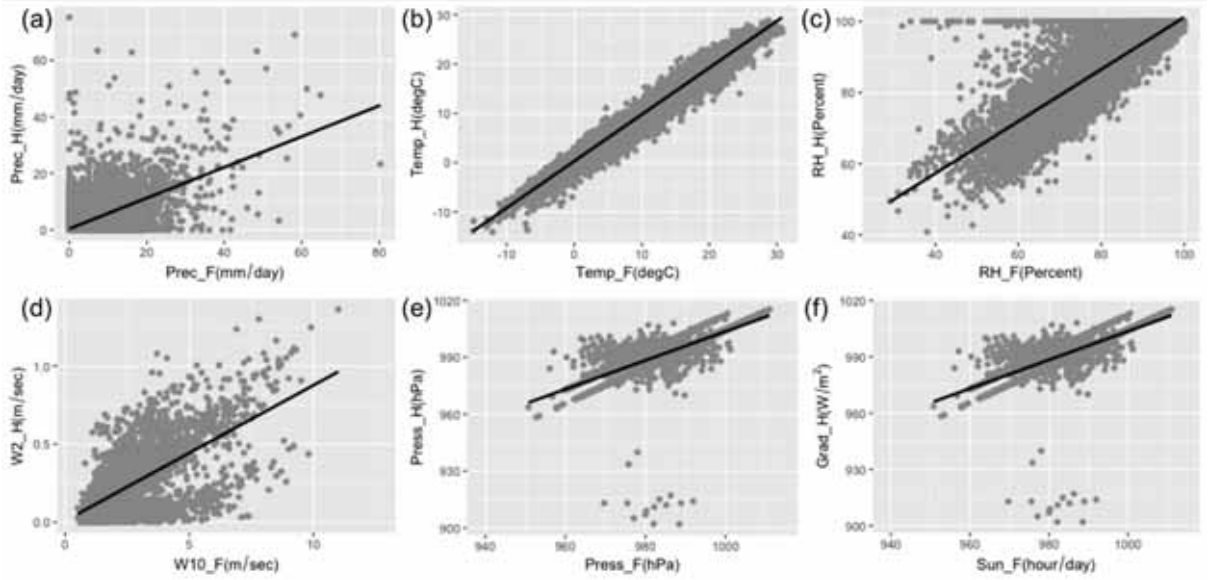 (a)
Prec_H(mm/day)
60
40
20
0
0 20 40 60 80
Prec_F(mm/day)
(b)
Temp_H(degC)
30
20
10
0
-10
-10 0 10 20 30
Temp_F(degC)
(c)
RH_H(Percent)
100
80
60
40
40 60 80 100
RH_F(Percent)
(d)
W2_H(m/sec)
1.0
0.5
0.0
0 5 10
W10_F(m/sec)
(e)
Press_H(hPa)
1020
990
960
930
900
940 960 980 1000
Press_F(hPa)
(f)
Grad_H(W/m²)
1020
990
960
930
900
940 960 980 1000
Sun_F(hour/day)